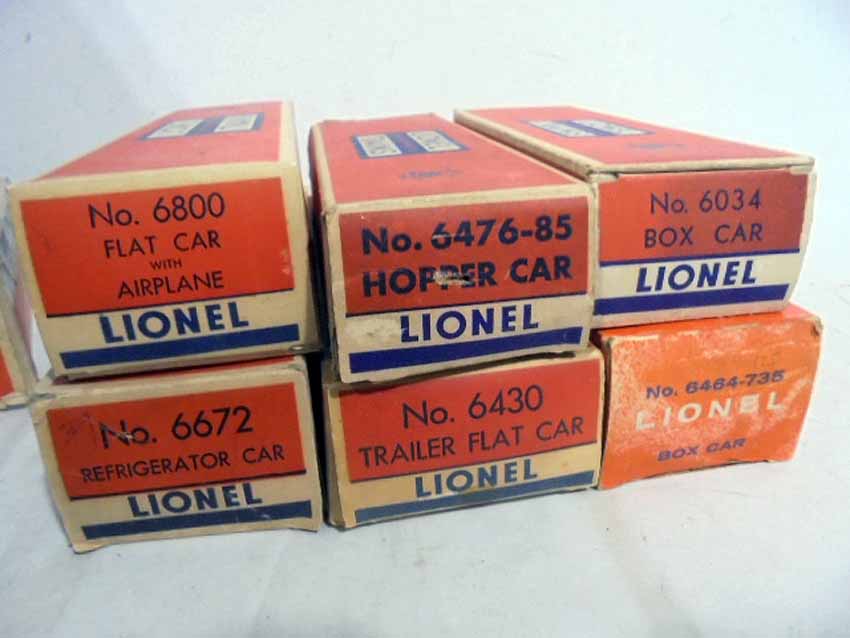 No. 6800
FLAT CAR
WITH
AIRPLANE
LIONEL
No. 6476-85
HOPPER CAR
LIONEL
No. 6034
BOX CAR
LIONEL
No. 6672
REFRIGERATOR CAR
LIONEL
No. 6430
TRAILER FLAT CAR
LIONEL
No. 6464-735
LIONEL
BOX CAR